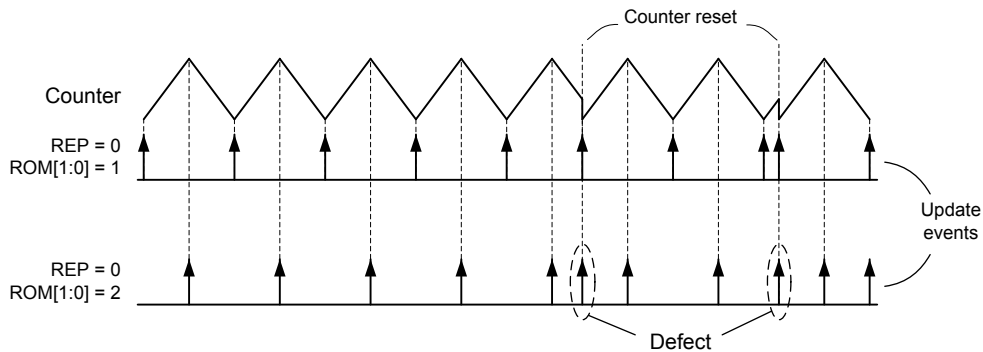 Counter reset
Counter
REP = 0
ROM[1:0] = 1
Update
events
REP = 0
ROM[1:0] = 2
Defect